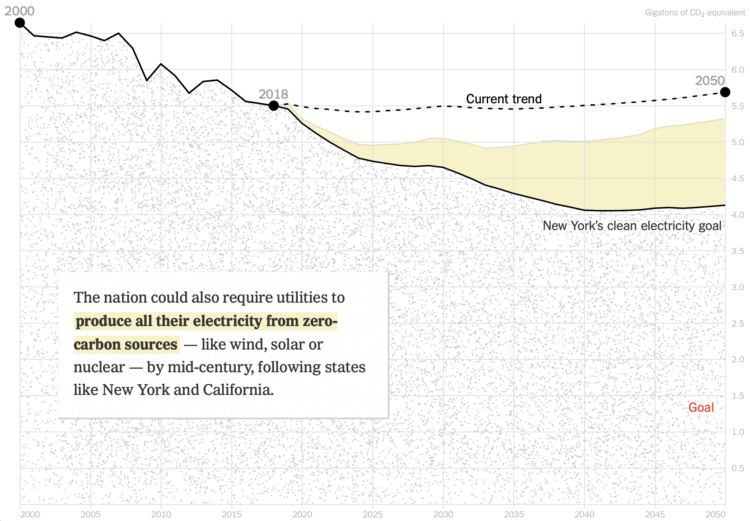 2000
Gigatons of CO₂ equivalent
6.5
6.0
2050
2018
Current trend
5.5
5.0
4.5
4.0
New York's clean electricity goal
3.5
3.0
The nation could also require utilities to
produce all their electricity from zero-
carbon sources — like wind, solar or
nuclear — by mid-century, following states
like New York and California.
2.5
2.0
1.5
Goal
1.0
0.5
2000 2005 2010 2015 2020 2025 2030 2035 2040 2045 2050